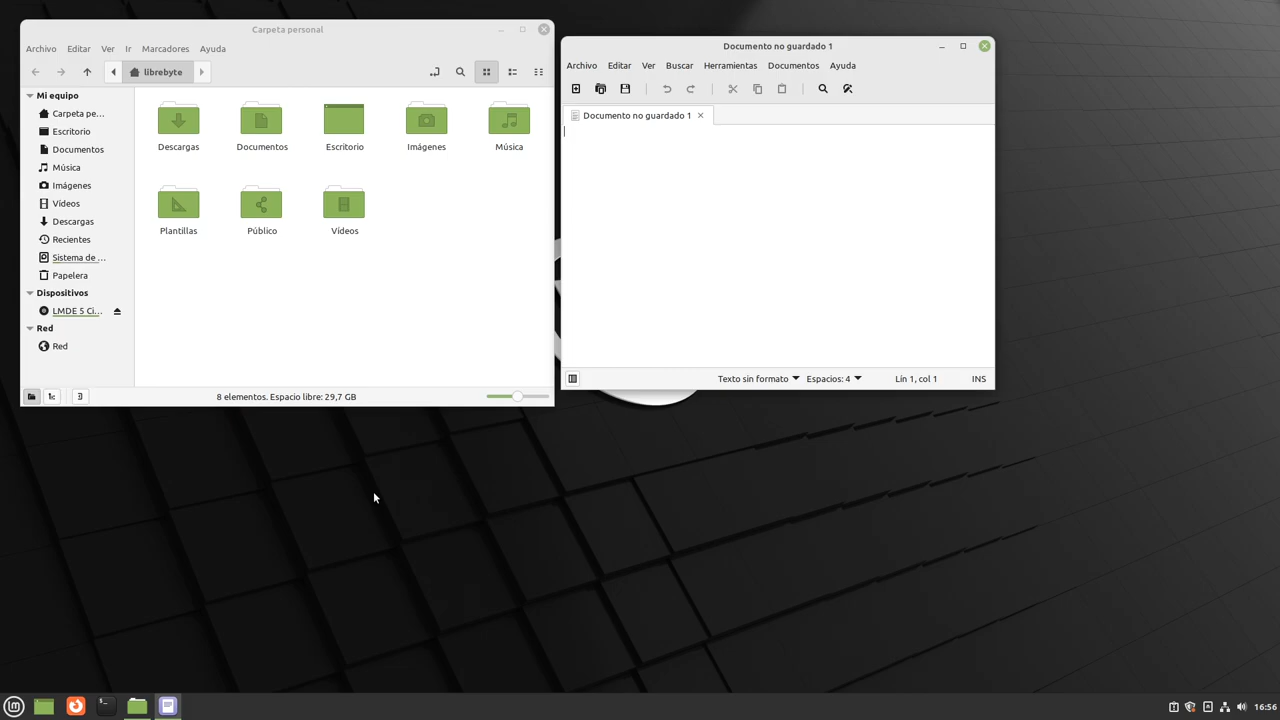 Carpeta personal
Archivo Editar Ver Ir Marcadores Ayuda
librebyte
Mi equipo
Carpeta pe...
Escritorio
Documentos
Música
Imágenes
Vídeos
Descargas
Recientes
Sistema de ...
Papelera
Dispositivos
LMDE 5 Ci...
Red
Red
Descargas Documentos Escritorio Imágenes Música
Plantillas Público Vídeos
8 elementos. Espacio libre: 29,7 GB
Documento no guardado 1
Archivo Editar Ver Buscar Herramientas Documentos Ayuda
Documento no guardado 1
Texto sin formato Espacios: 4 Lín 1, col 1 INS
16:56